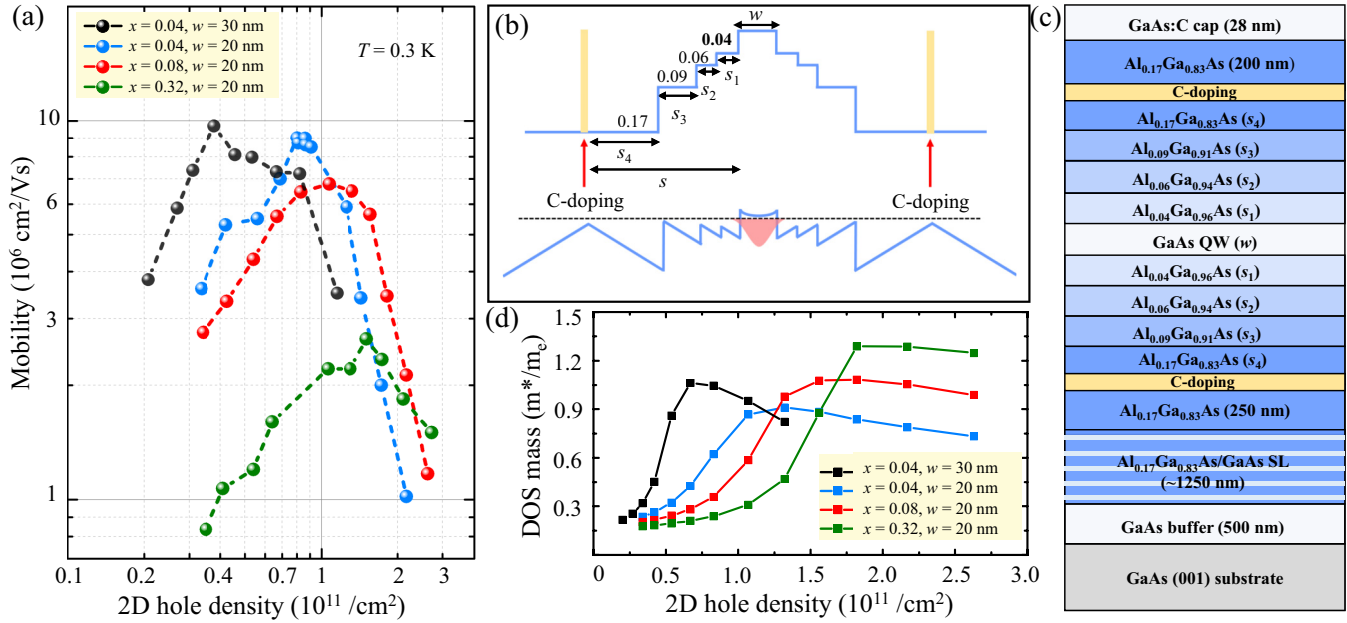 (a)
x = 0.04, w = 30 nm
x = 0.04, w = 20 nm
x = 0.08, w = 20 nm
x = 0.32, w = 20 nm
T = 0.3 K
Mobility (10⁶ cm²/Vs)
10
6
3
1
0.1
0.2
0.4
0.7
1
2
3
2D hole density (10¹¹ /cm²)
(b)
w
0.04
0.06
s₁
0.09
s₂
s₃
0.17
s₄
s
C-doping
C-doping
(c)
GaAs:C cap (28 nm)
Al₀.₁₇Ga₀.₈₃As (200 nm)
C-doping
Al₀.₁₇Ga₀.₈₃As (s₄)
Al₀.₀₉Ga₀.₉₁As (s₃)
Al₀.₀₆Ga₀.₉₄As (s₂)
Al₀.₀₄Ga₀.₉₆As (s₁)
GaAs QW (w)
Al₀.₀₄Ga₀.₉₆As (s₁)
Al₀.₀₆Ga₀.₉₄As (s₂)
Al₀.₀₉Ga₀.₉₁As (s₃)
Al₀.₁₇Ga₀.₈₃As (s₄)
C-doping
Al₀.₁₇Ga₀.₈₃As (250 nm)
Al₀.₁₇Ga₀.₈₃As/GaAs SL
(~1250 nm)
GaAs buffer (500 nm)
GaAs (001) substrate
(d)
DOS mass (m*/mₑ)
1.5
1.2
0.9
0.6
0.3
x = 0.04, w = 30 nm
x = 0.04, w = 20 nm
x = 0.08, w = 20 nm
x = 0.32, w = 20 nm
0
0.5
1.0
1.5
2.0
2.5
3.0
2D hole density (10¹¹ /cm²)